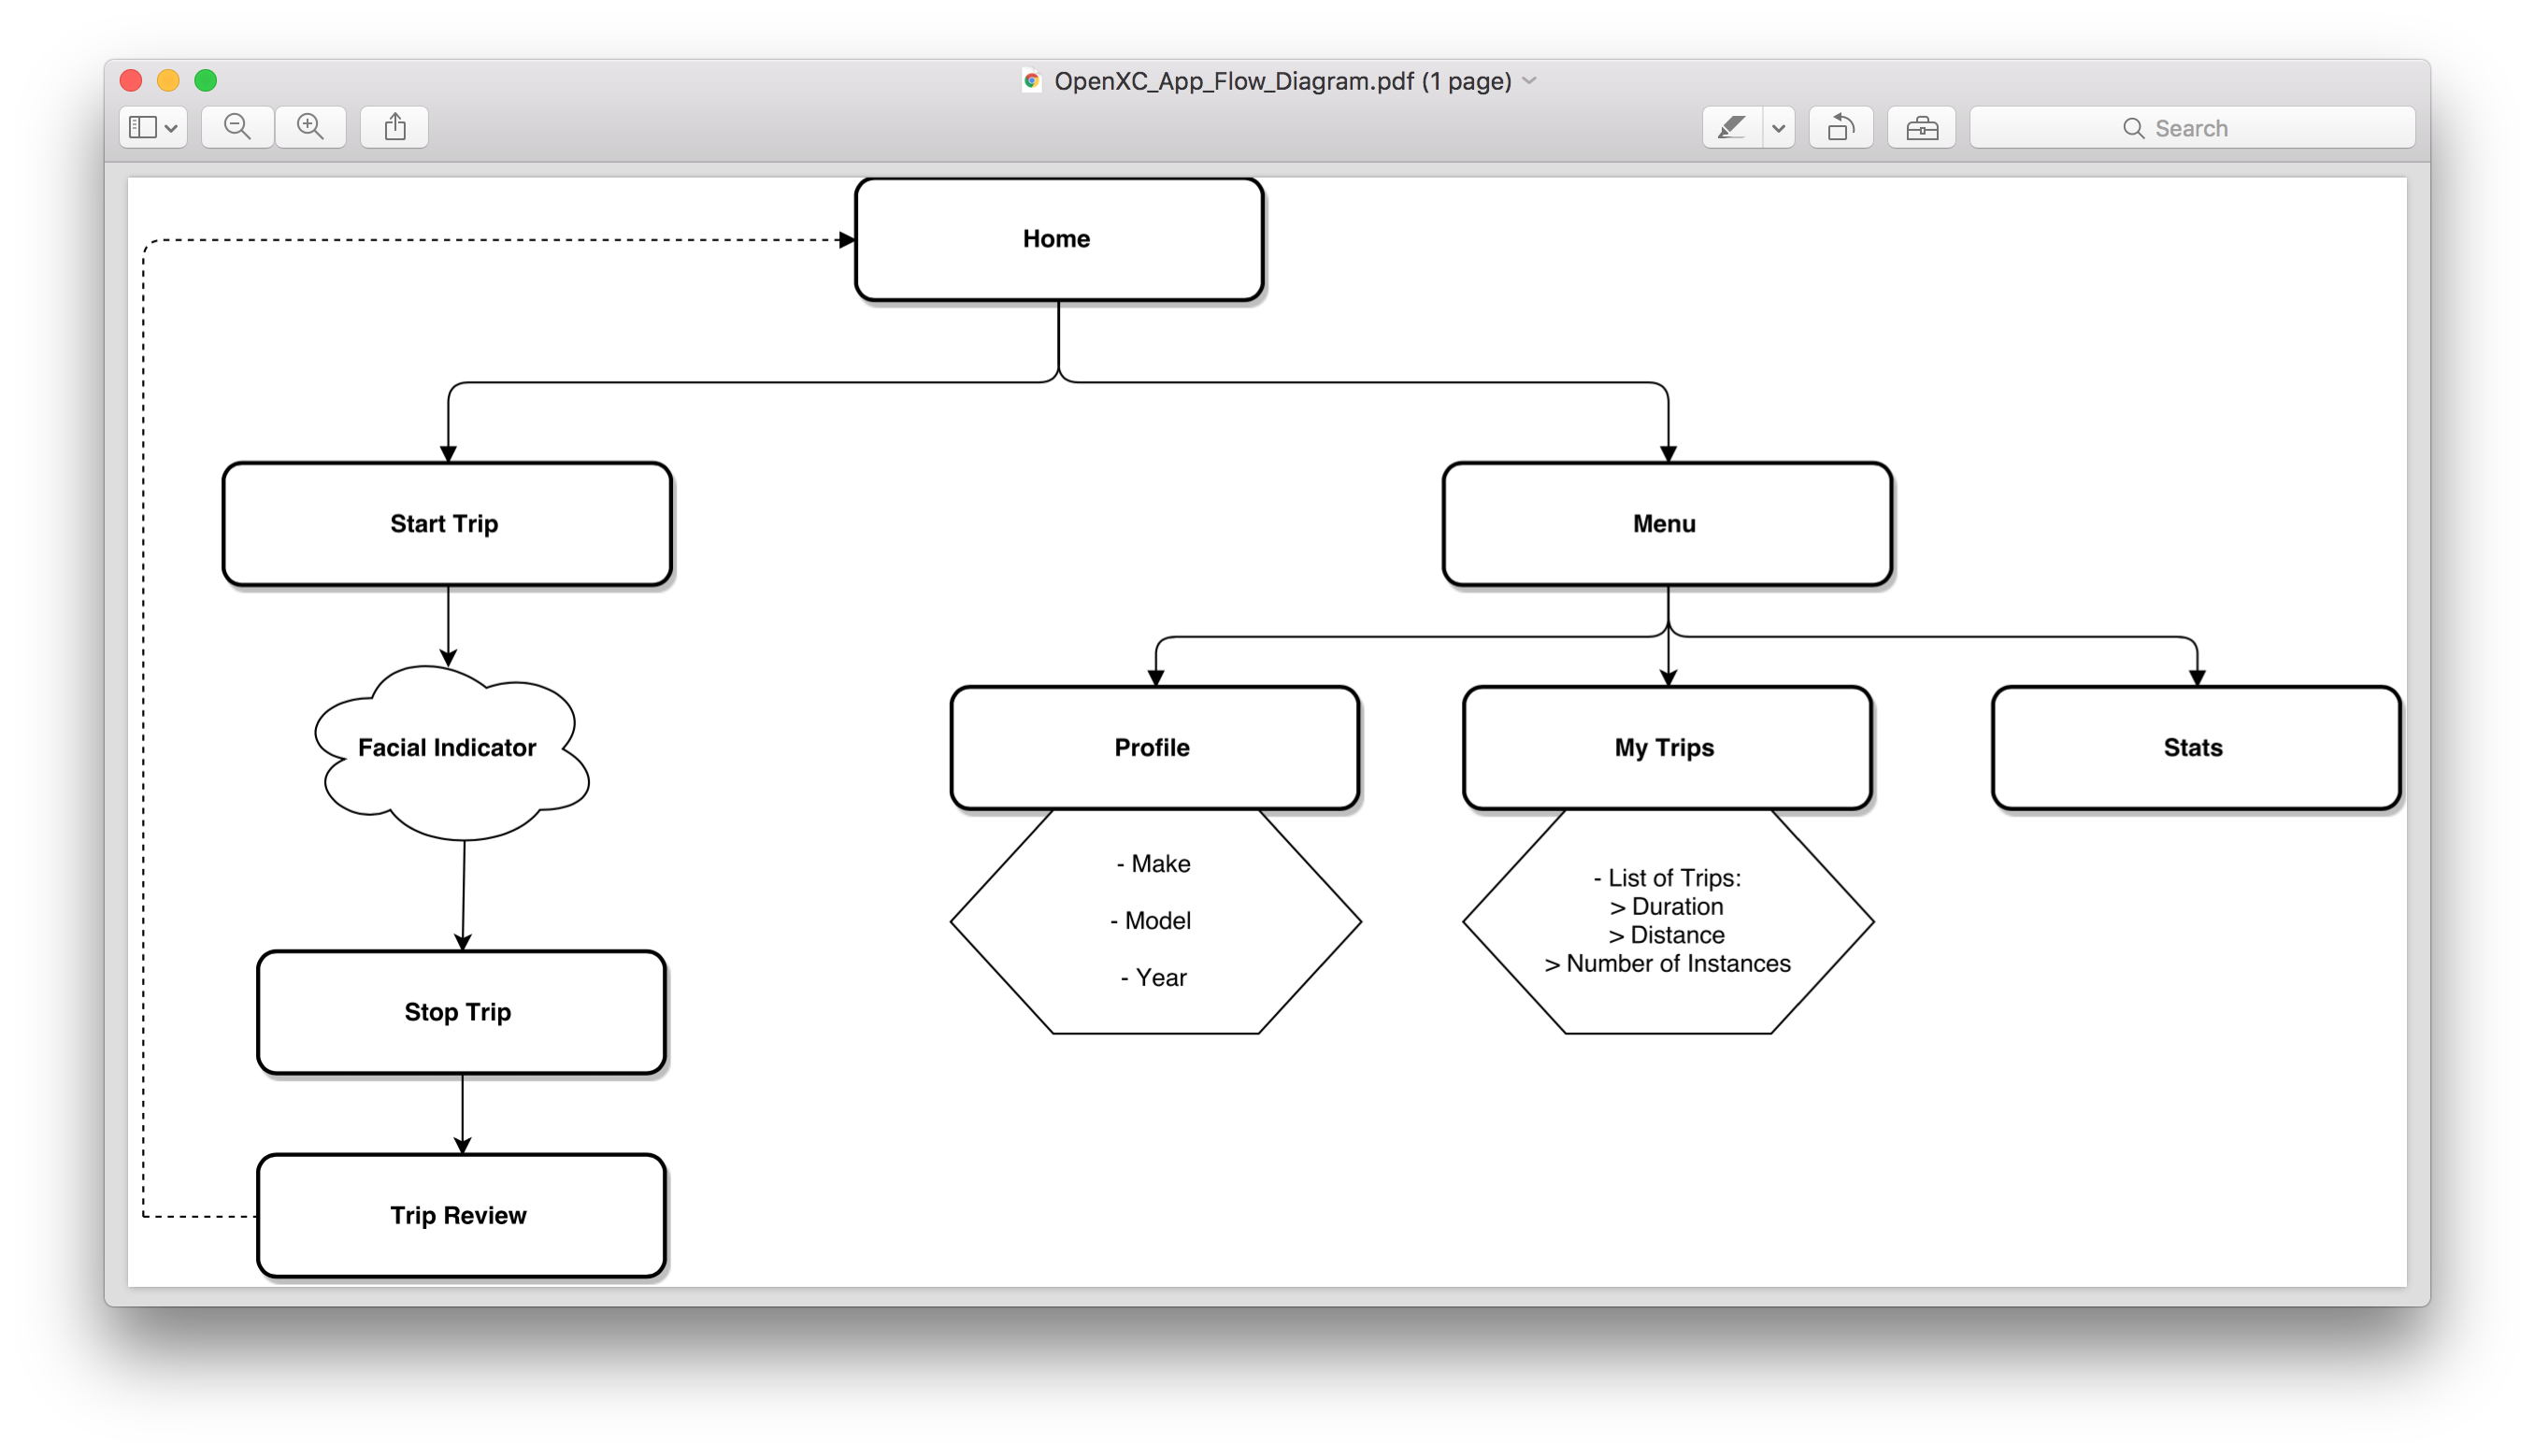 OpenXC_App_Flow_Diagram.pdf (1 page)
Search
Home
Start Trip
Menu
Facial Indicator
Profile
My Trips
Stats
- Make
- Model
- Year
- List of Trips:
> Duration
> Distance
> Number of Instances
Stop Trip
Trip Review